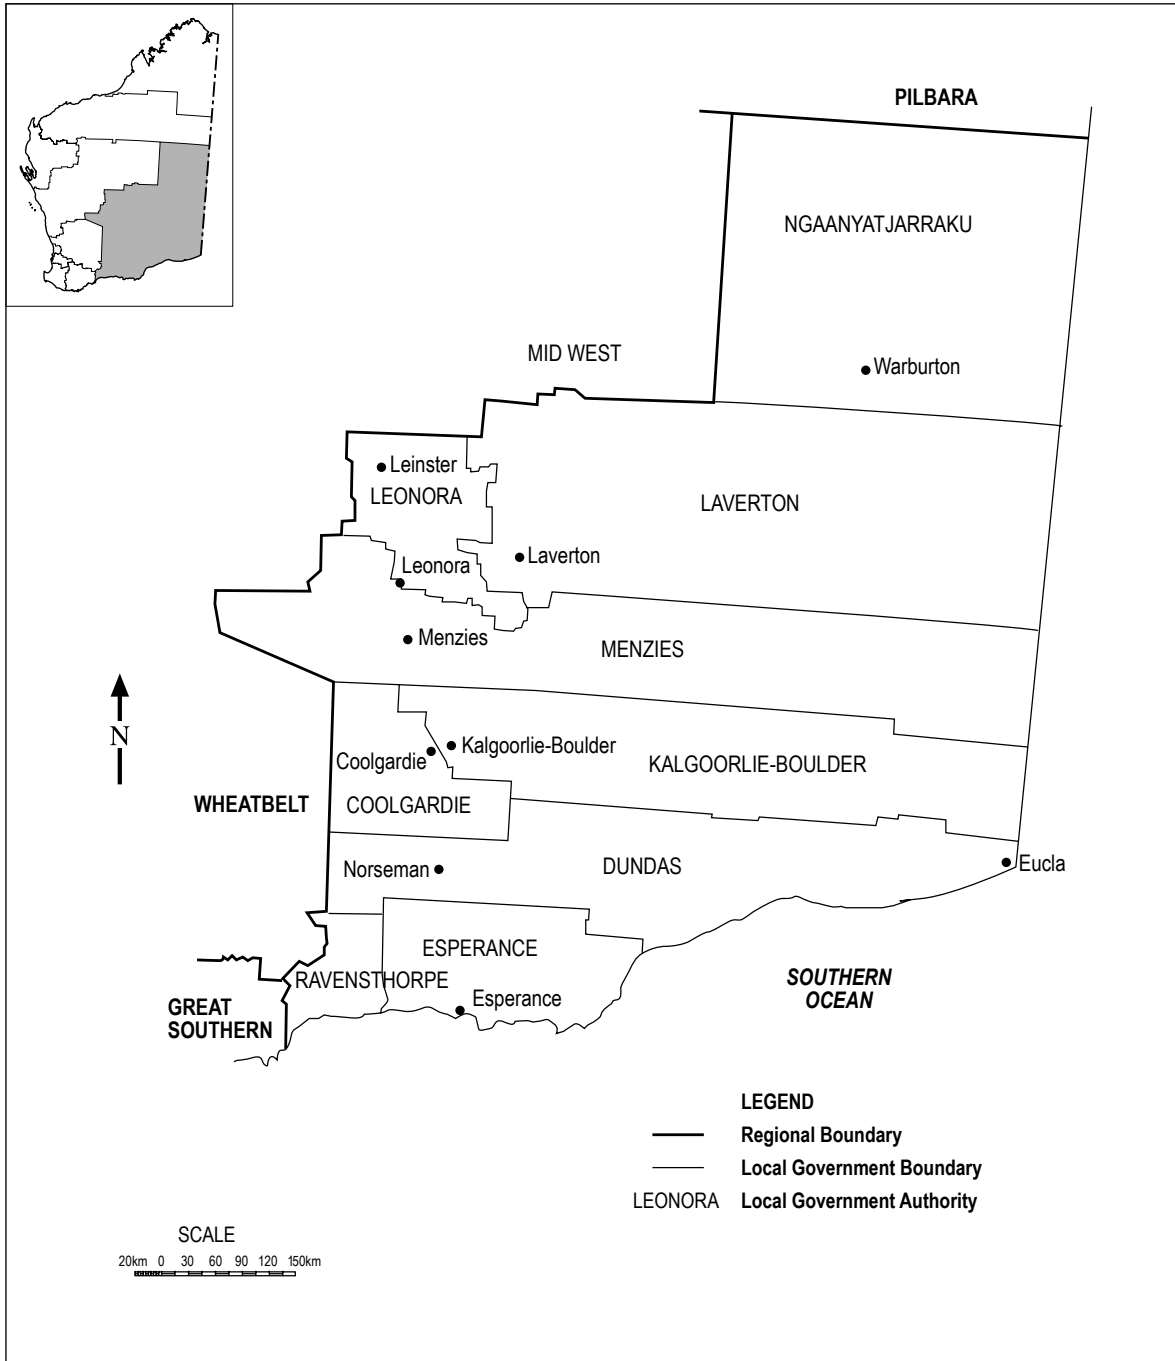 PILBARA
NGAANYATJARRAKU
MID WEST
Warburton
Leinster
LEONORA
LAVERTON
Laverton
Leonora
Menzies
MENZIES
N
Kalgoorlie-Boulder
Coolgardie
KALGOORLIE-BOULDER
WHEATBELT
COOLGARDIE
Norseman
DUNDAS
Eucla
ESPERANCE
RAVENSTHORPE
Esperance
SOUTHERN
OCEAN
GREAT
SOUTHERN
LEGEND
Regional Boundary
Local Government Boundary
LEONORA Local Government Authority
SCALE
20km 0 30 60 90 120 150km